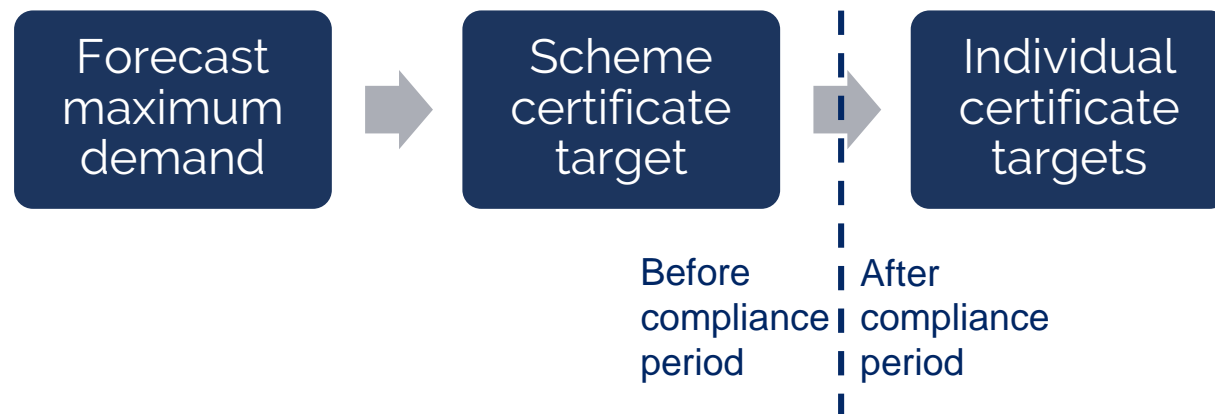 Forecast
maximum
demand
Scheme
certificate
target
Individual
certificate
targets
Before
compliance
period
After
compliance
period